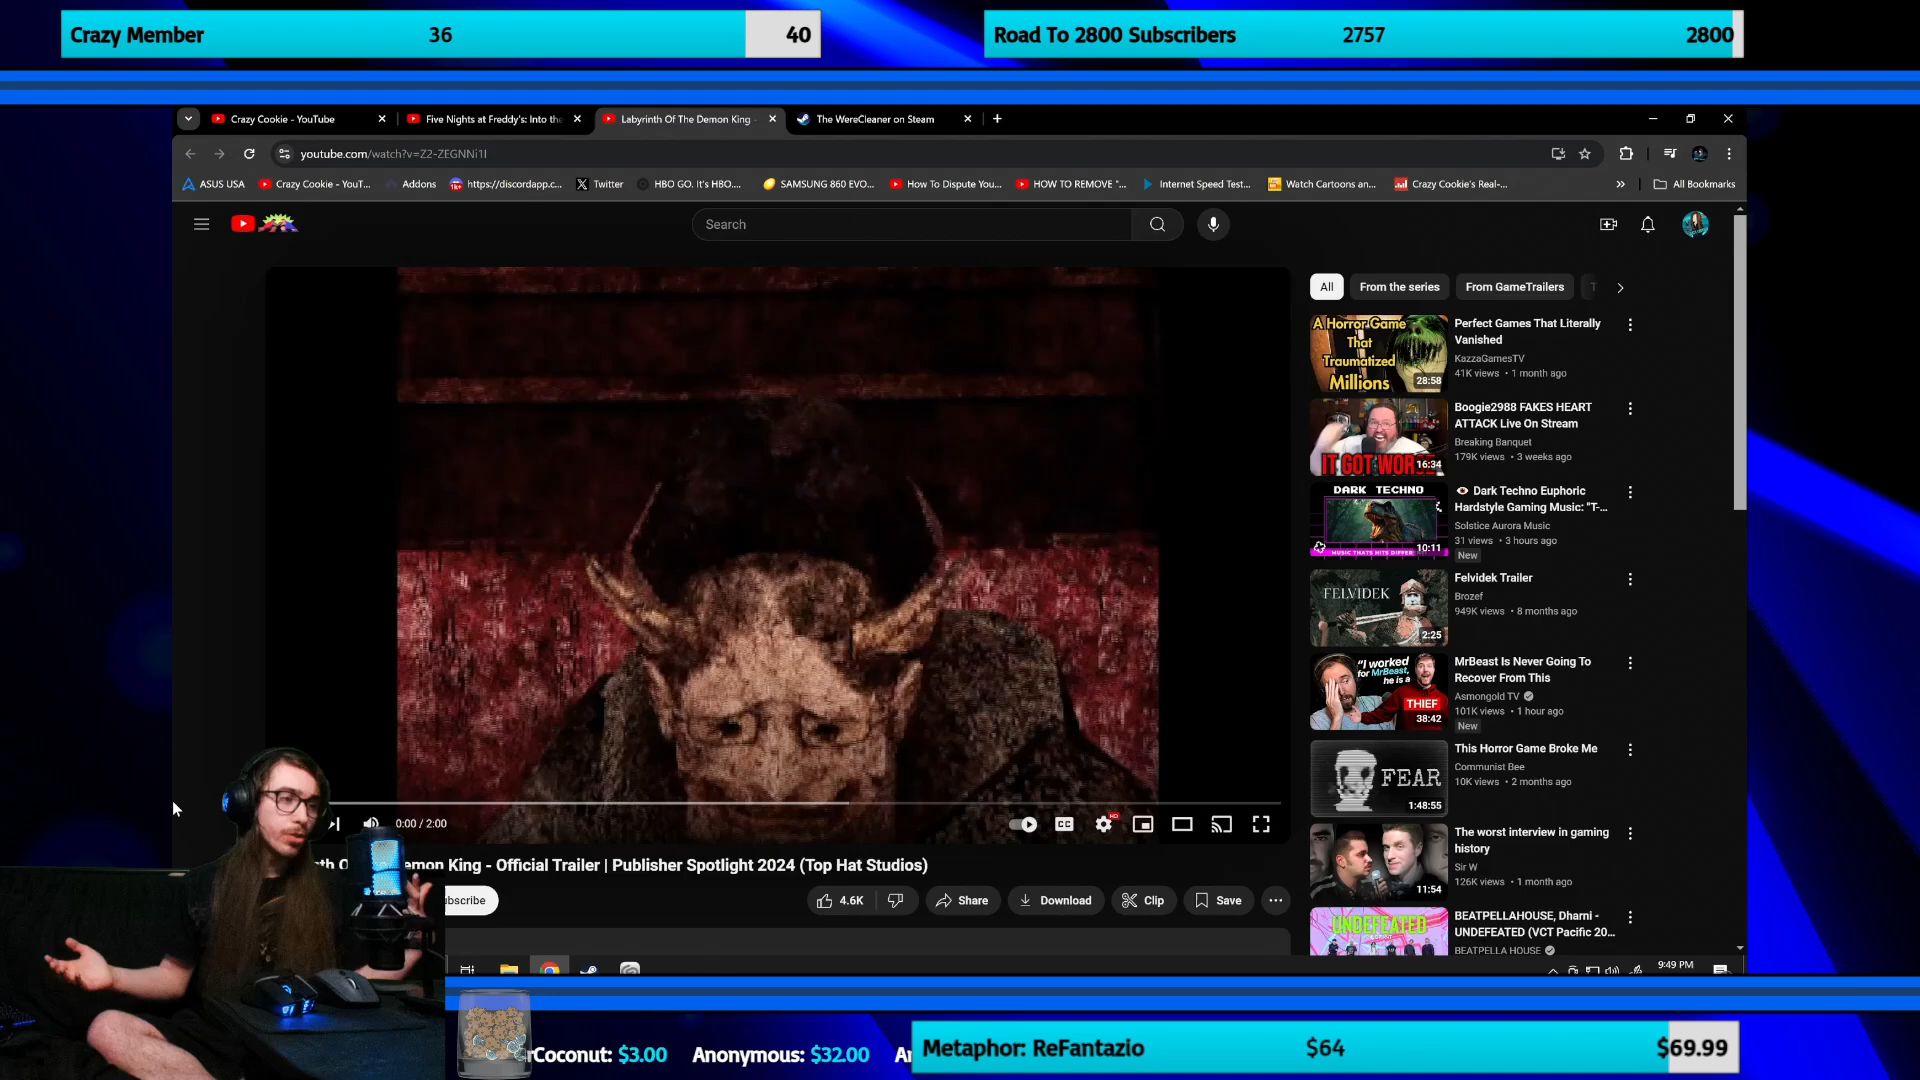 Crazy Member 36 40
Road To 2800 Subscribers 2757 2800
Crazy Cookie - YouTube
Five Nights at Freddy's: Into the
Labyrinth Of The Demon King -
The WereCleaner on Steam
youtube.com/watch?v=Z2-ZEGNNi1I
ASUS USA
Crazy Cookie - YouT...
Addons
https://discordapp.c...
Twitter
HBO GO. It's HBO....
SAMSUNG 860 EVO...
How To Dispute You...
HOW TO REMOVE "...
Internet Speed Test...
Watch Cartoons an...
Crazy Cookie's Real-...
All Bookmarks
Search
All
From the series
From GameTrailers
A Horror Game
That
Traumatized
Millions
28:58
Perfect Games That Literally
Vanished
KazzaGamesTV
41K views • 1 month ago
IT GOT WORSE
16:34
Boogie2988 FAKES HEART
ATTACK Live On Stream
Breaking Banquet
179K views • 3 weeks ago
DARK TECHNO
MUSIC THATS HITS DIFFER
10:11
Dark Techno Euphoric
Hardstyle Gaming Music: "T-...
Solstice Aurora Music
31 views • 3 hours ago
New
FELVIDEK
2:25
Felvidek Trailer
Brozef
949K views • 8 months ago
"I worked
for MrBeast,
he is a
THIEF
38:42
MrBeast Is Never Going To
Recover From This
Asmongold TV
101K views • 1 hour ago
New
FEAR
1:48:55
This Horror Game Broke Me
Communist Bee
10K views • 2 months ago
11:54
The worst interview in gaming
history
Sir W
126K views • 1 month ago
UNDEFEATED
BEATPELLAHOUSE, Dharni -
UNDEFEATED (VCT Pacific 20...
BEATPELLA HOUSE
0:00 / 2:00
CC
HD
th O emon King - Official Trailer | Publisher Spotlight 2024 (Top Hat Studios)
ubscribe
4.6K
Share
Download
Clip
Save
9:49 PM
rCoconut: $3.00 Anonymous: $32.00 Ar
Metaphor: ReFantazio $64 $69.99